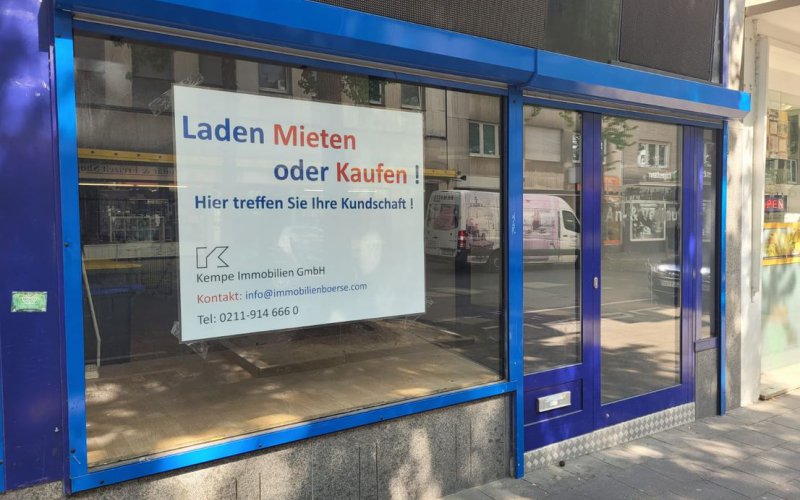 Laden Mieten
oder Kaufen !
Hier treffen Sie Ihre Kundschaft !
Kempe Immobilien GmbH
Kontakt: info@immobilienboerse.com
Tel: 0211-914 666 0